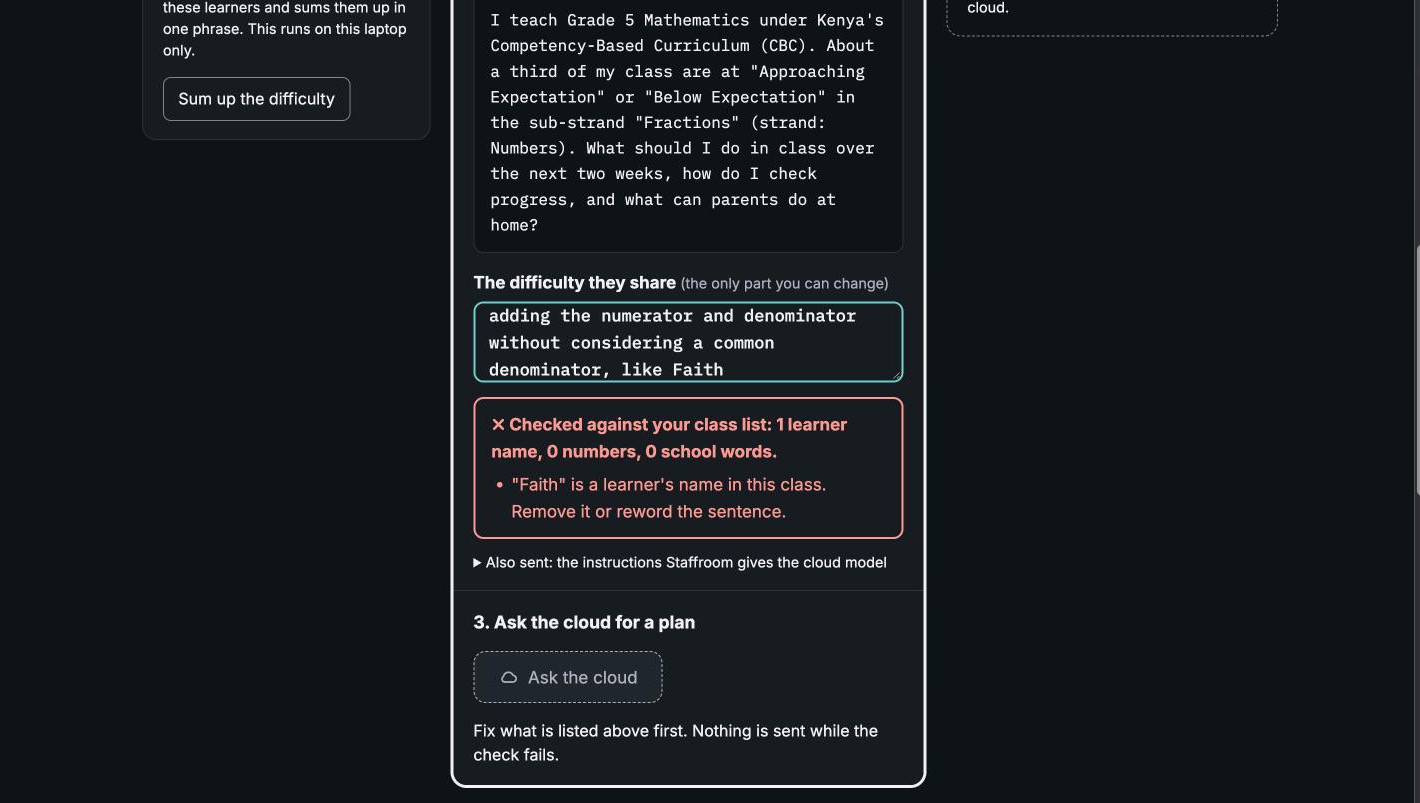 these learners and sums them up in
one phrase. This runs on this laptop
only.
Sum up the difficulty
I teach Grade 5 Mathematics under Kenya's
Competency-Based Curriculum (CBC). About
a third of my class are at "Approaching
Expectation" or "Below Expectation" in
the sub-strand "Fractions" (strand:
Numbers). What should I do in class over
the next two weeks, how do I check
progress, and what can parents do at
home?
The difficulty they share (the only part you can change)
adding the numerator and denominator
without considering a common
denominator, like Faith
✕ Checked against your class list: 1 learner
name, 0 numbers, 0 school words.
• "Faith" is a learner's name in this class.
Remove it or reword the sentence.
▶ Also sent: the instructions Staffroom gives the cloud model
3. Ask the cloud for a plan
Ask the cloud
Fix what is listed above first. Nothing is sent while the
check fails.
cloud.